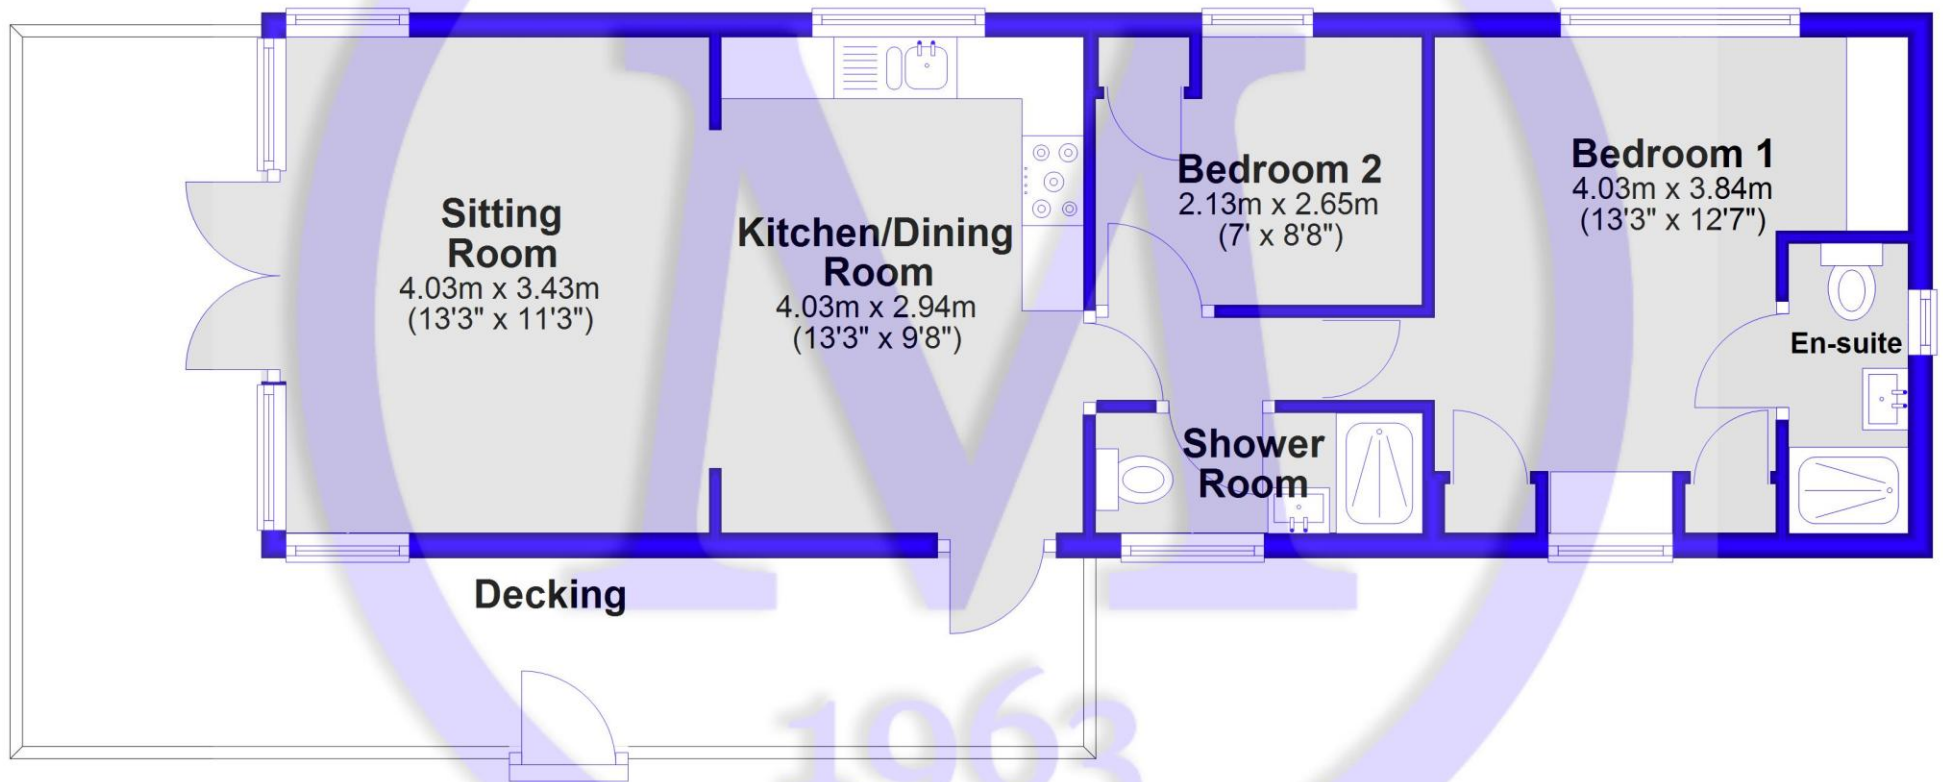 Sitting
Room
4.03m x 3.43m
(13'3" x 11'3")
Kitchen/Dining
Room
4.03m x 2.94m
(13'3" x 9'8")
Bedroom 2
2.13m x 2.65m
(7' x 8'8")
Bedroom 1
4.03m x 3.84m
(13'3" x 12'7")
En-suite
Shower
Room
Decking
M
1963